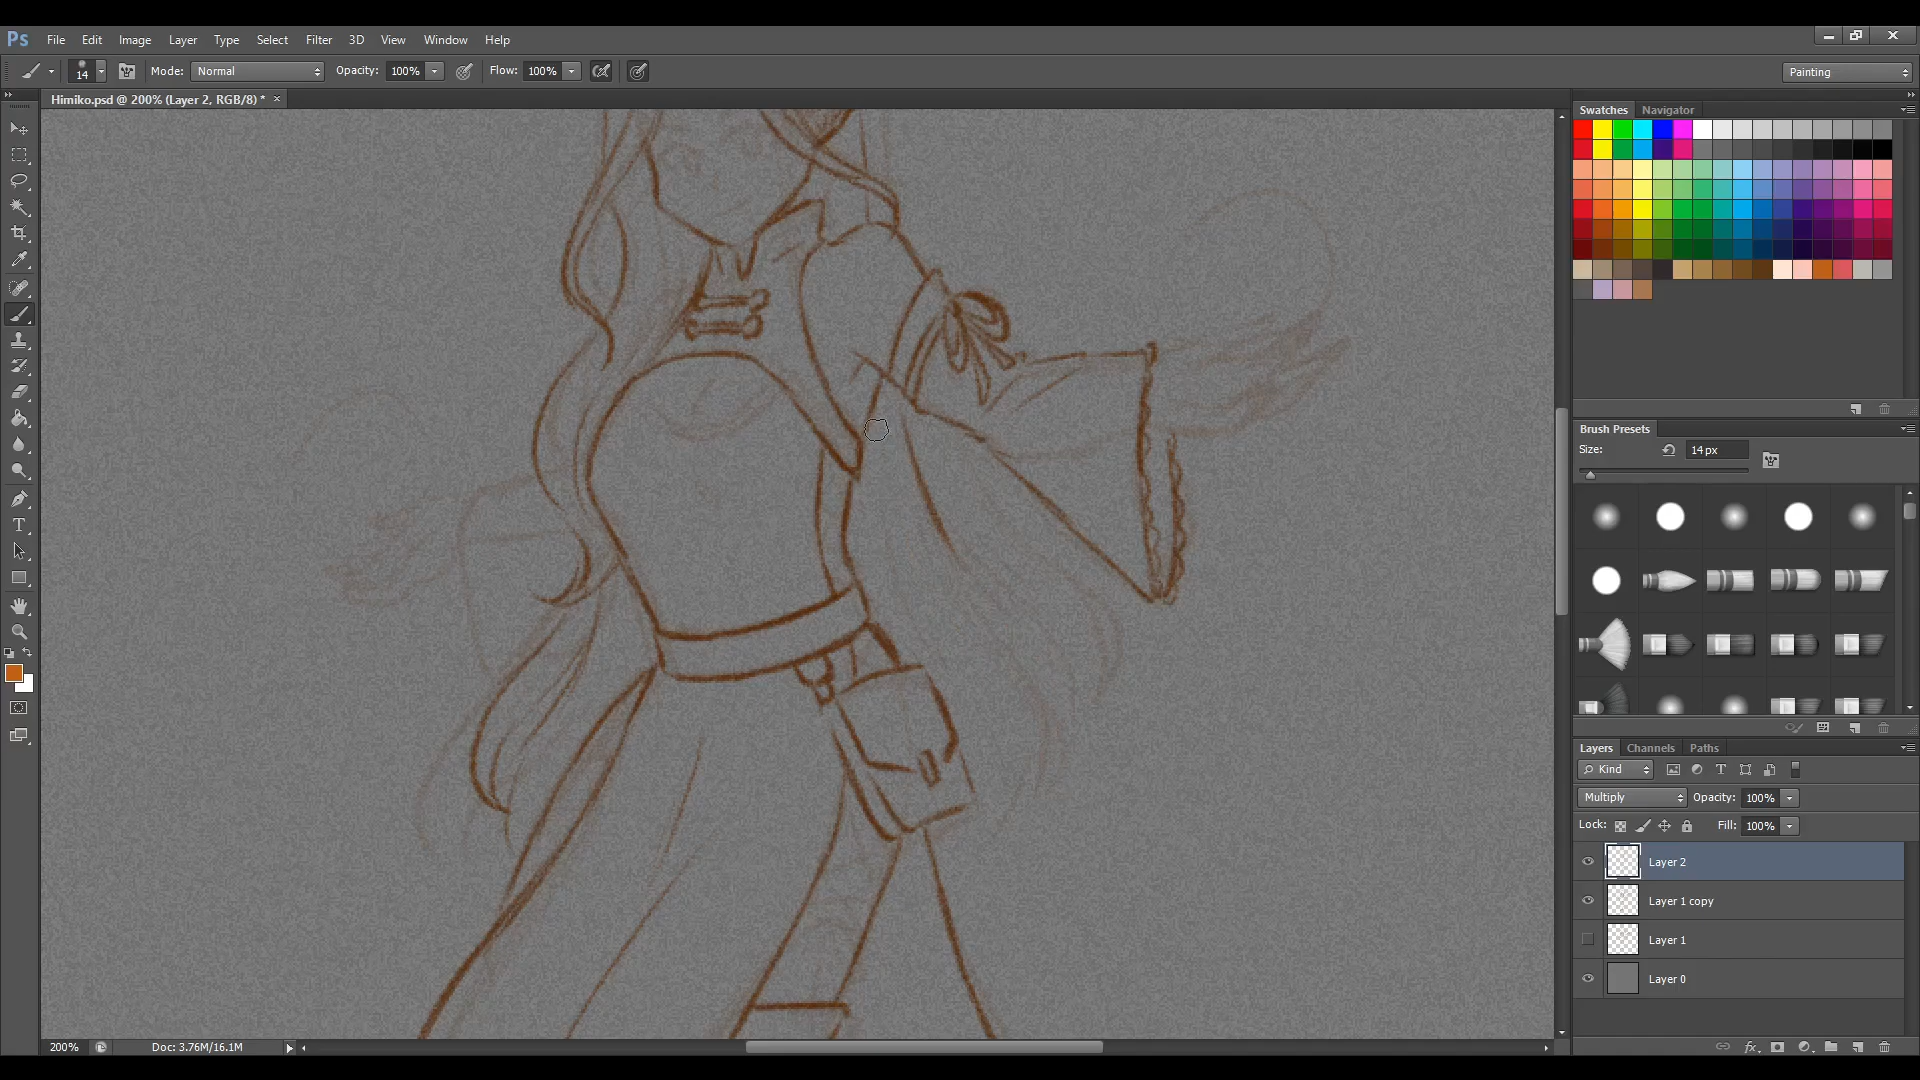 Ps File Edit Image Layer Type Select Filter 3D View Window Help
14 Mode: Normal Opacity: 100% Flow: 100% Painting
Himiko.psd @ 200% (Layer 2, RGB/8) * ×
Swatches Navigator
Brush Presets
Size: 14 px
Layers Channels Paths
Kind
Multiply Opacity: 100%
Lock: Fill: 100%
Layer 2
Layer 1 copy
Layer 1
Layer 0
200% Doc: 3.76M/16.1M